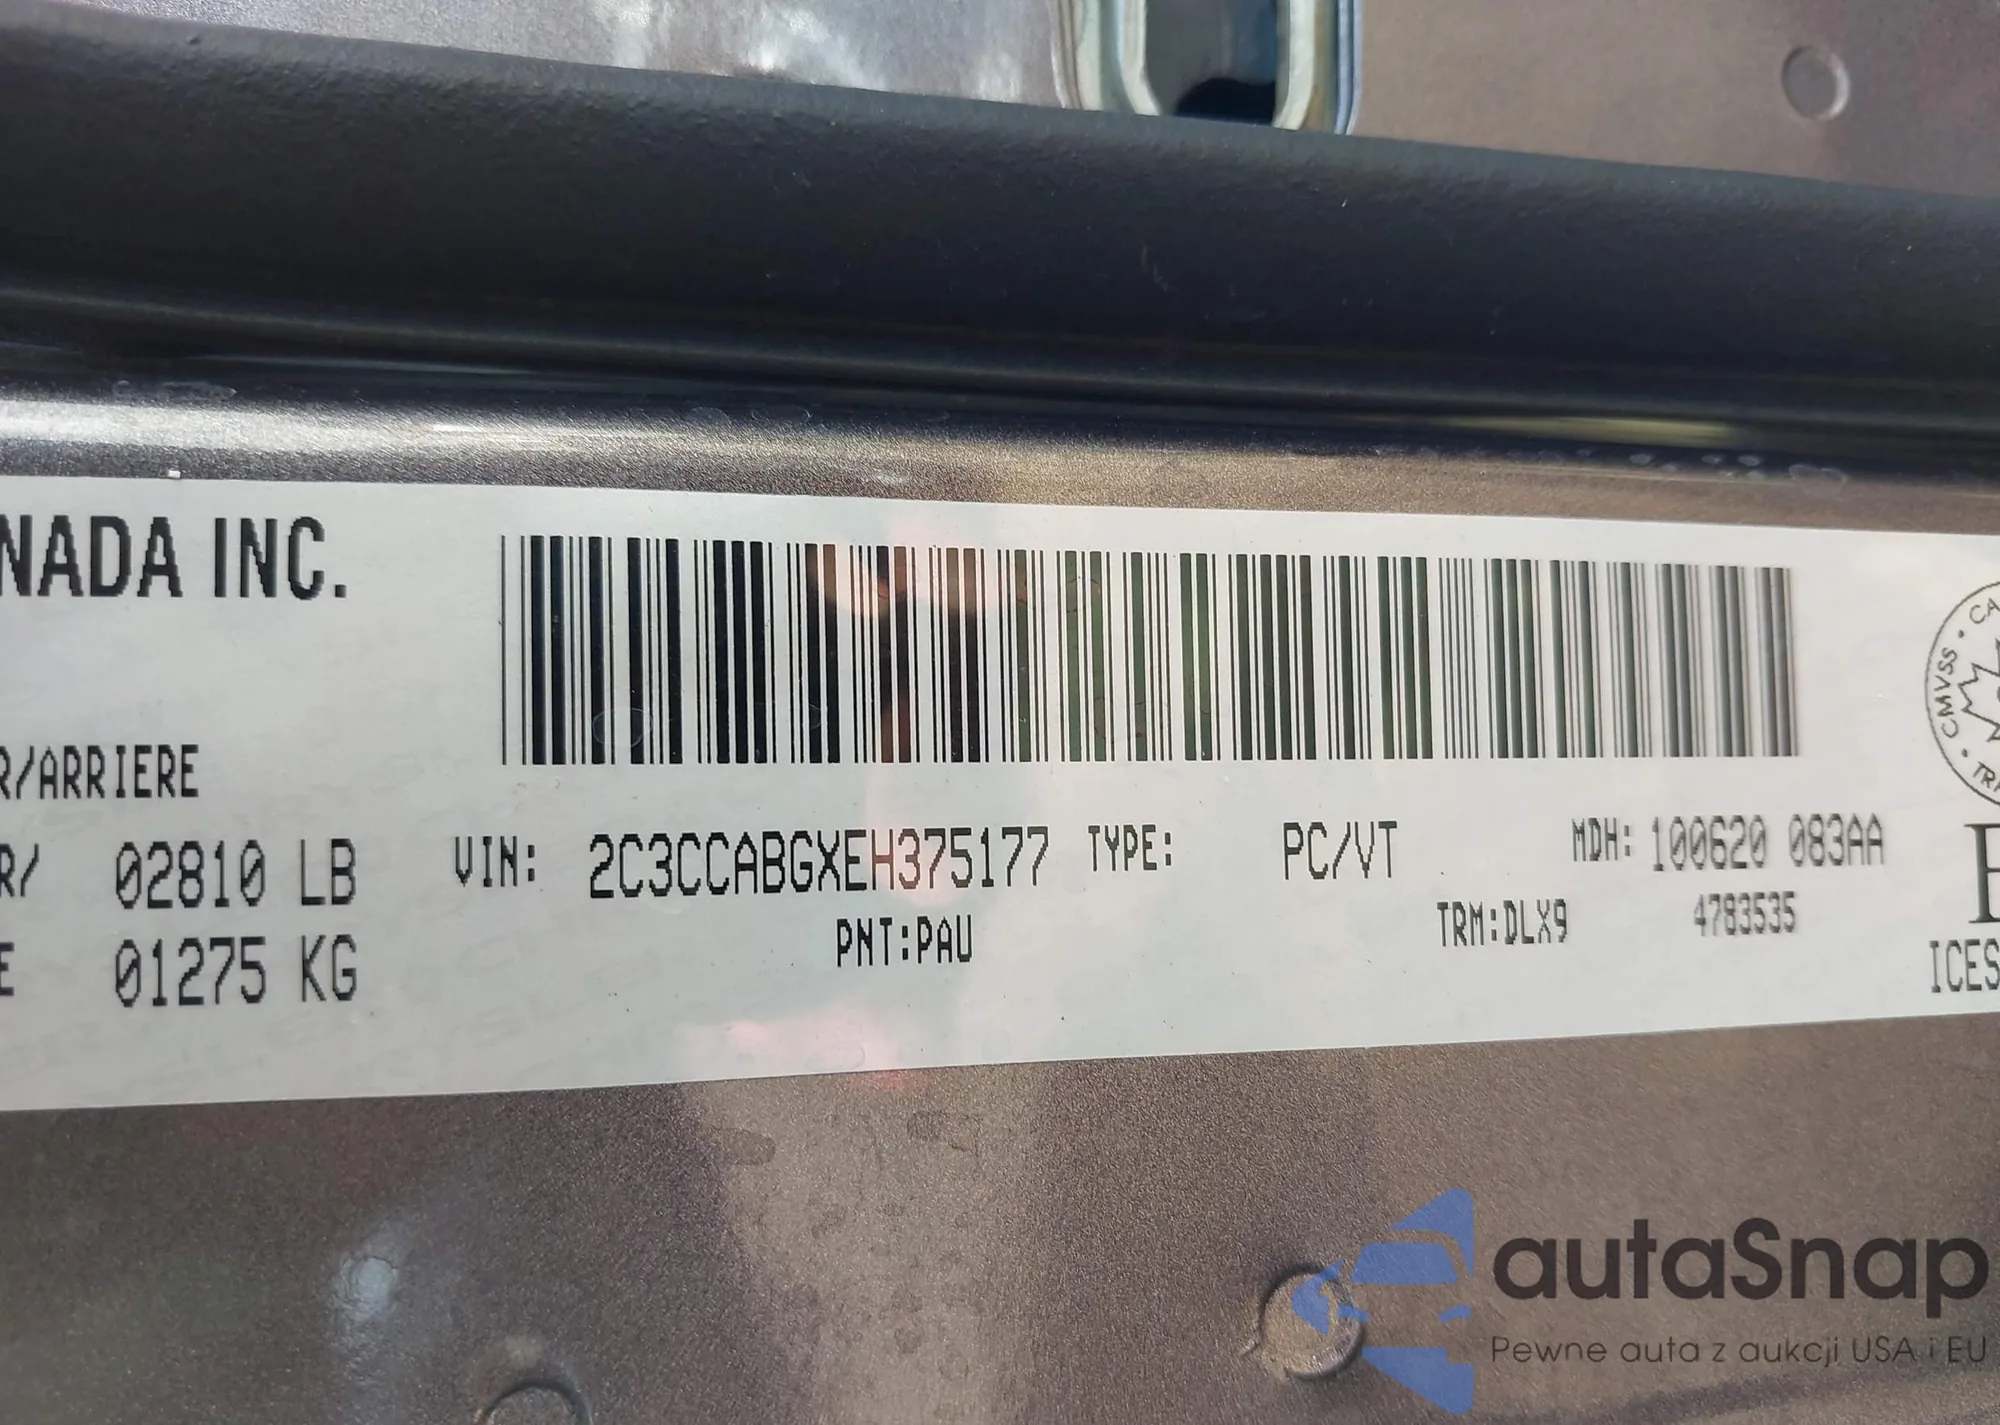 NADA INC.
R/ARRIERE
R/ 02810 LB VIN: 2C3CCABGXEH375177 TYPE: PC/VT MDH: 100620 083AA
E 01275 KG PNT:PAU TRM:DLX9 4783535
CMVSS
ICES
autaSnap
Pewne auta z aukcji USA i EU